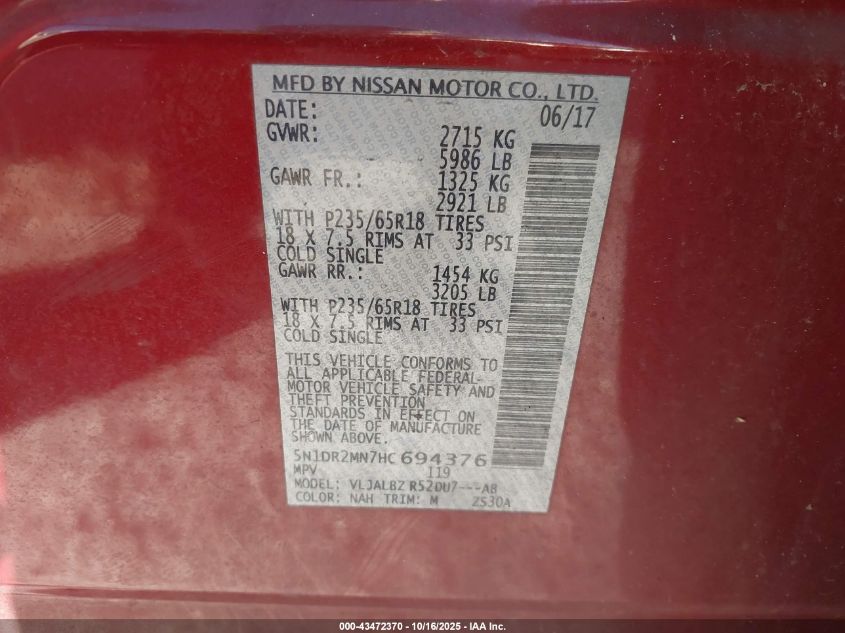 MFD BY NISSAN MOTOR CO., LTD.
DATE: 06/17
GVWR: 2715 KG
5986 LB
GAWR FR.: 1325 KG
2921 LB
WITH P235/65R18 TIRES
18 X 7.5 RIMS AT 33 PSI
COLD SINGLE
GAWR RR.: 1454 KG
3205 LB
WITH P235/65R18 TIRES
18 X 7.5 RIMS AT 33 PSI
COLD SINGLE
THIS VEHICLE CONFORMS TO
ALL APPLICABLE FEDERAL
MOTOR VEHICLE SAFETY AND
THEFT PREVENTION
STANDARDS IN EFFECT ON
THE DATE OF MANUFACTURE
SHOWN ABOVE.
5N1DR2MN7HC694376
MPV 119
MODEL: VLJALBZ R52DU7---AB
COLOR: NAH TRIM: M ZS30A
000-43472370 - 10/16/2025 - IAA Inc.